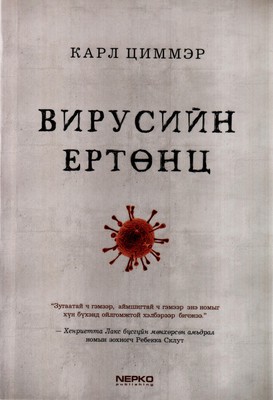 КАРЛ ЦИММЭР
ВИРУСИЙН
ЕРТӨНЦ
"Зугаатай ч гэмээр, аймшигтай ч гэмээр энэ номыг
хүн бүхэнд ойлгомжтой хэлбэрээр бичжээ."
— Хенриетта Лакс бүсгүйн мөнхөрсөн амьдрал
номын зохиогч Ребекка Склут
NEPKO
publishing